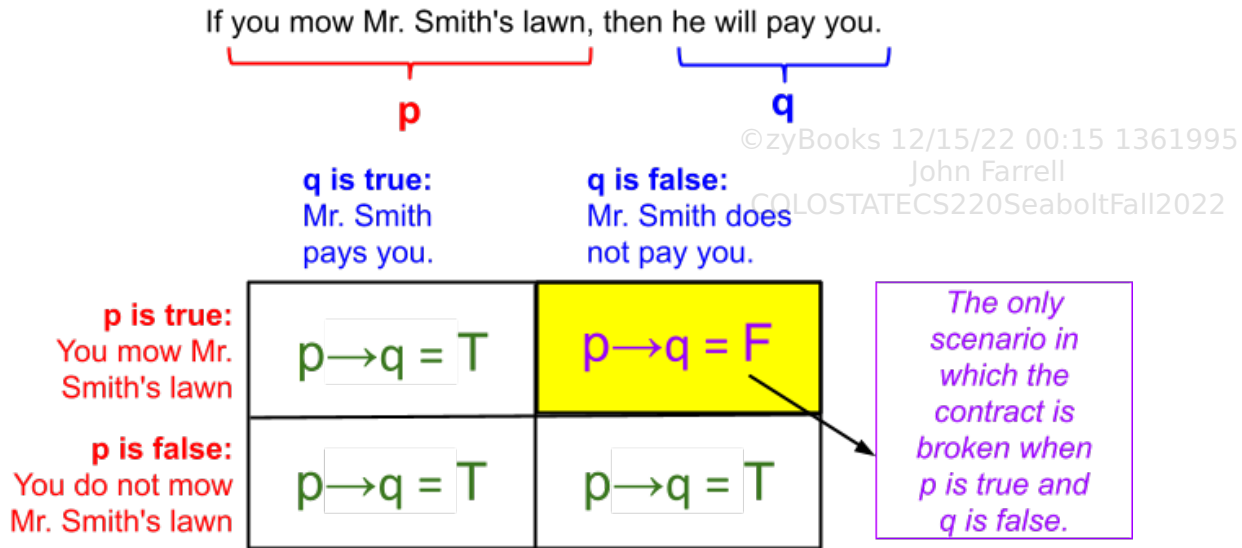 If you mow Mr. Smith's lawn, then he will pay you.
p
q
©zyBooks 12/15/22 00:15 1361995
John Farrell
COLOSTATECS220SeaboltFall2022
q is true:
Mr. Smith
pays you.
q is false:
Mr. Smith does
not pay you.
p is true:
You mow Mr.
Smith's lawn
p→q = T
p→q = F
The only
scenario in
which the
contract is
broken when
p is true and
q is false.
p is false:
You do not mow
Mr. Smith's lawn
p→q = T
p→q = T